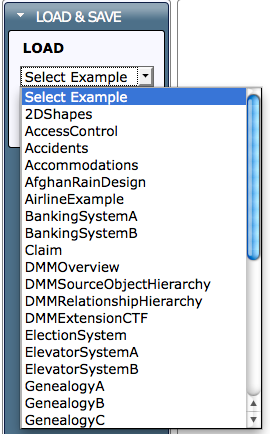 LOAD & SAVE
LOAD
Select Example
Select Example
2DShapes
AccessControl
Accidents
Accommodations
AfghanRainDesign
AirlineExample
BankingSystemA
BankingSystemB
Claim
DMMOverview
DMMSourceObjectHierarchy
DMMRelationshipHierarchy
DMMExtensionCTF
ElectionSystem
ElevatorSystemA
ElevatorSystemB
GenealogyA
GenealogyB
GenealogyC